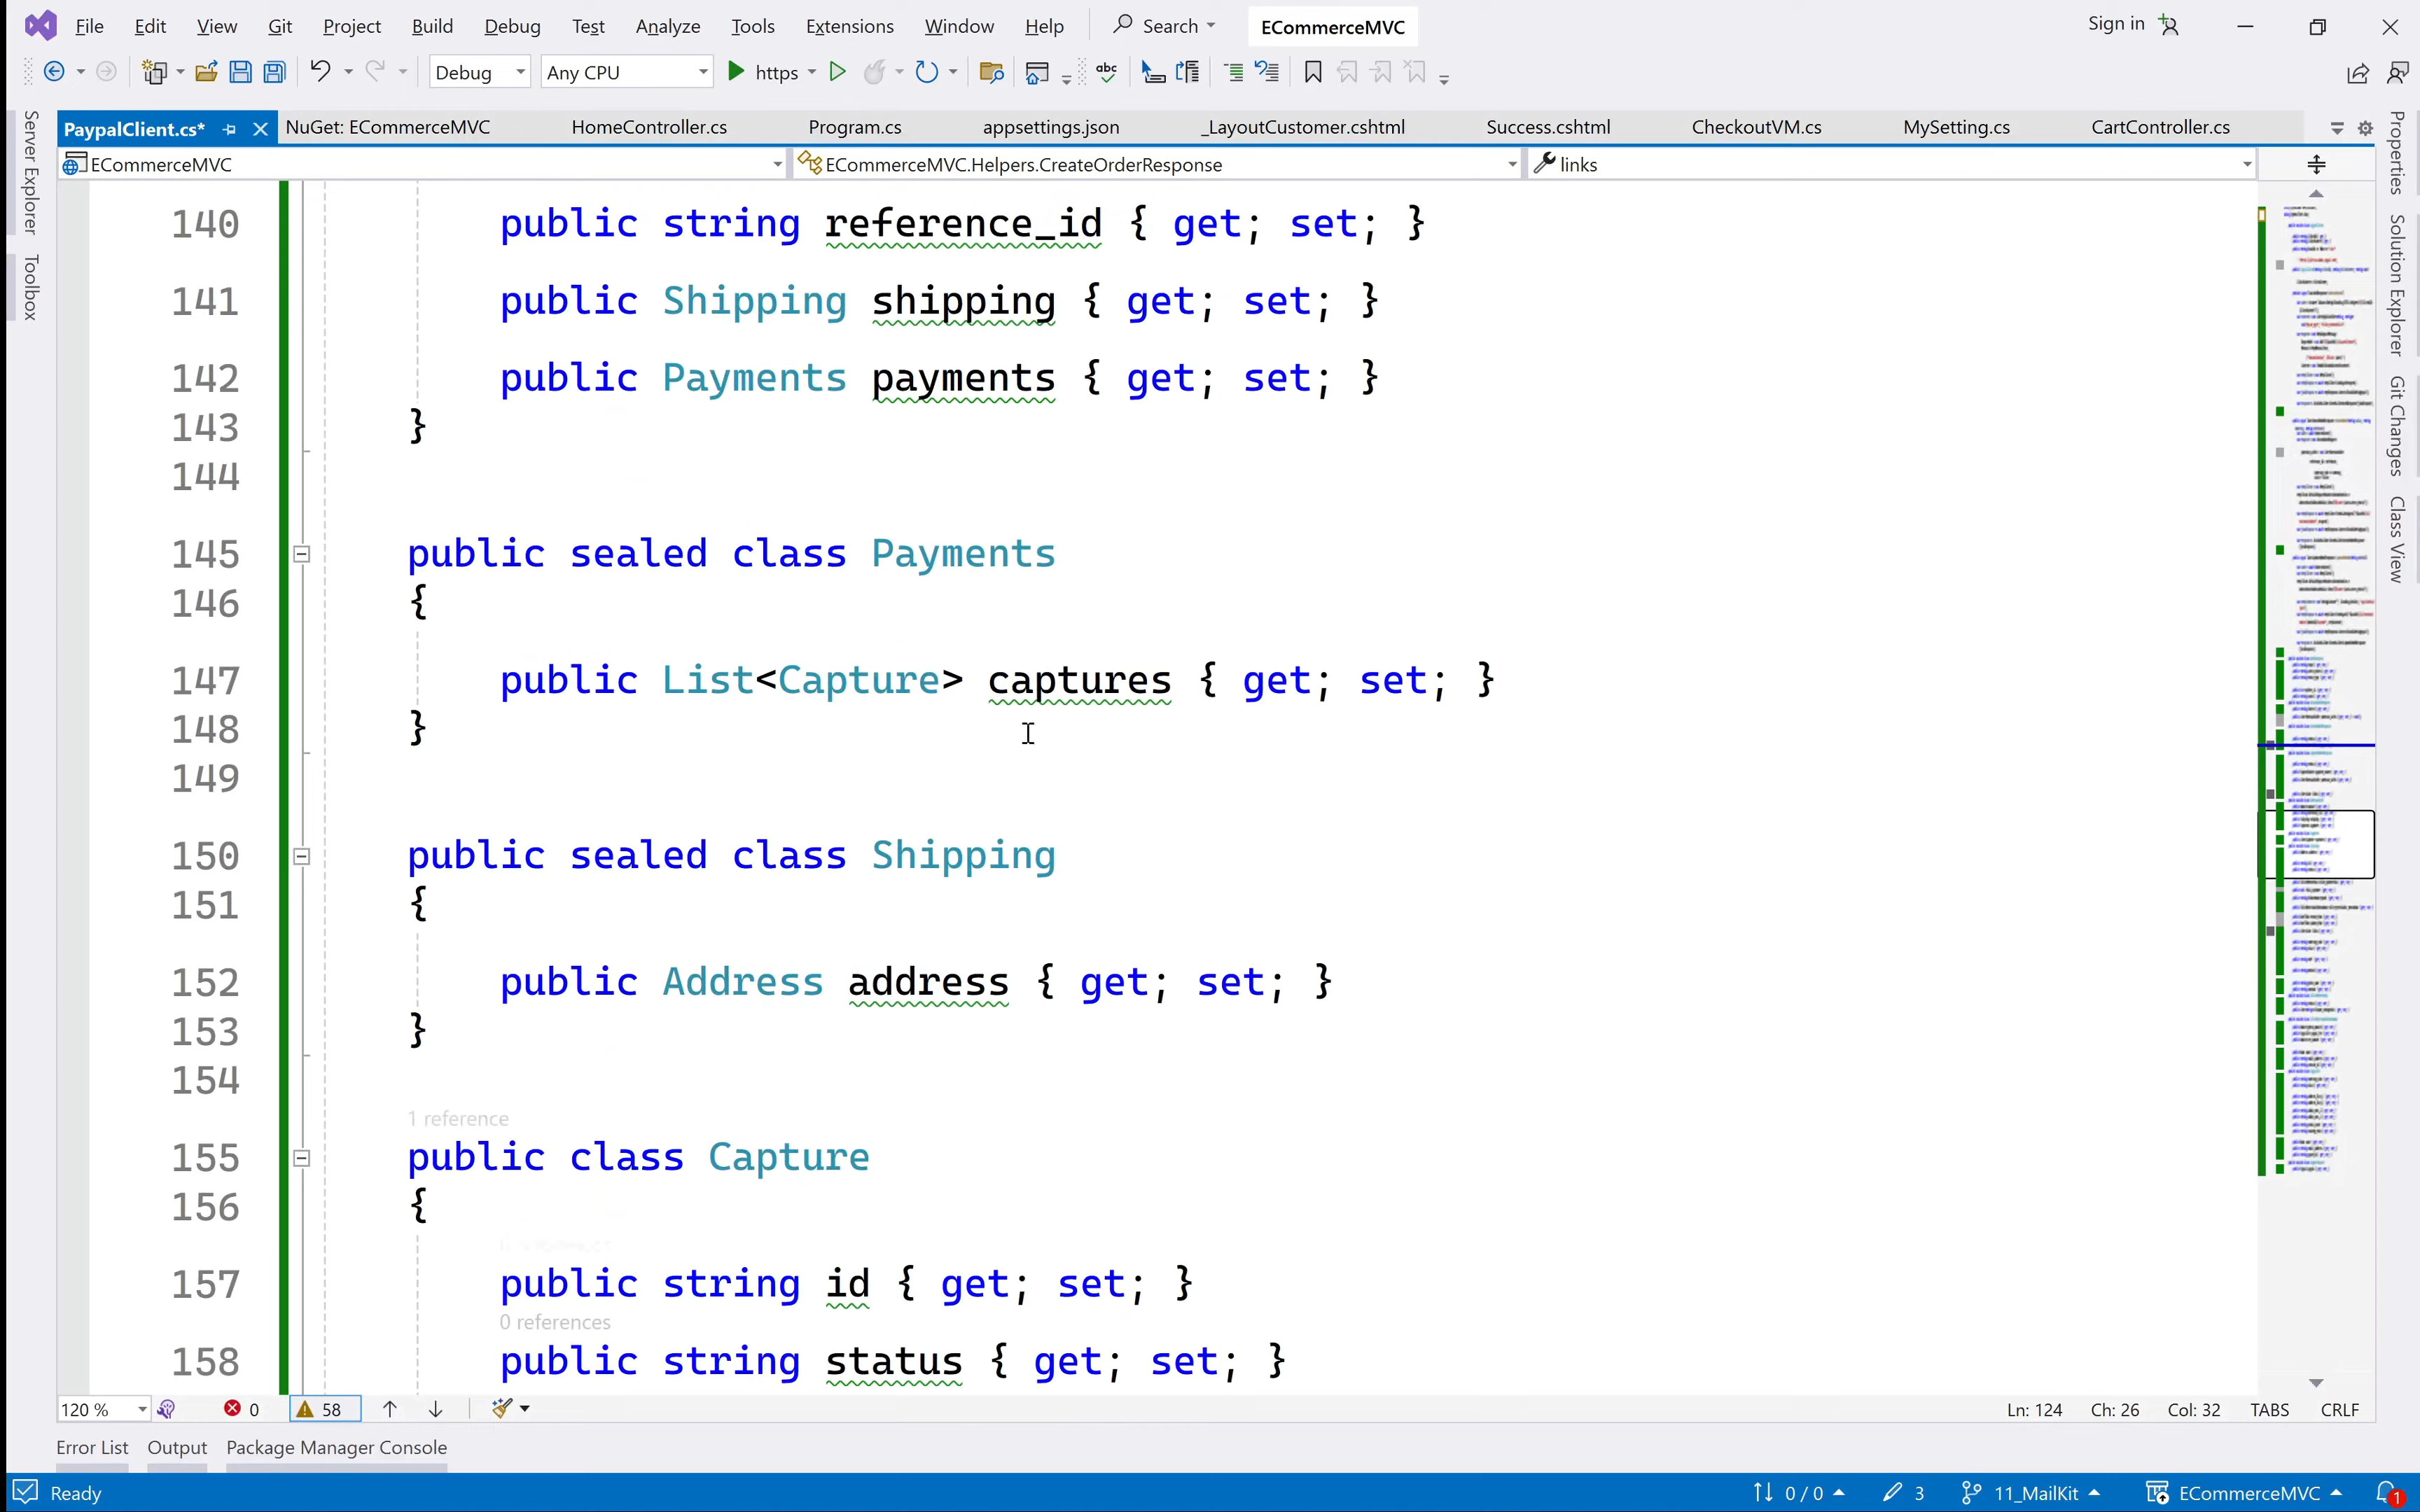 File Edit View Git Project Build Debug Test Analyze Tools Extensions Window Help Search ECommerceMVC Sign in
Debug Any CPU https abc
PaypalClient.cs* NuGet: ECommerceMVC HomeController.cs Program.cs appsettings.json _LayoutCustomer.cshtml Success.cshtml CheckoutVM.cs MySetting.cs CartController.cs
ECommerceMVC ECommerceMVC.Helpers.CreateOrderResponse links
Server Explorer
Toolbox
140 public string reference_id { get; set; }
141 public Shipping shipping { get; set; }
142 public Payments payments { get; set; }
143 }
144
145 public sealed class Payments
146 {
147 public List<Capture> captures { get; set; }
148 }
149
150 public sealed class Shipping
151 {
152 public Address address { get; set; }
153 }
154
1 reference
155 public class Capture
156 {
157 public string id { get; set; }
0 references
158 public string status { get; set; }
Properties
Solution Explorer
Git Changes
Class View
120 % 0 58 Ln: 124 Ch: 26 Col: 32 TABS CRLF
Error List Output Package Manager Console
Ready 0 / 0 3 11_MailKit ECommerceMVC 1